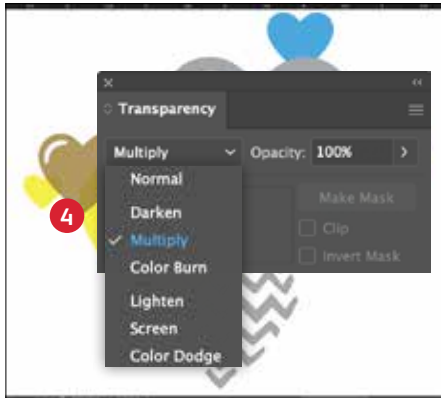 Transparency
Multiply Opacity: 100%
Normal
Make Mask
Darken
4
Multiply
Clip
Color Burn
Invert Mask
Lighten
Screen
Color Dodge